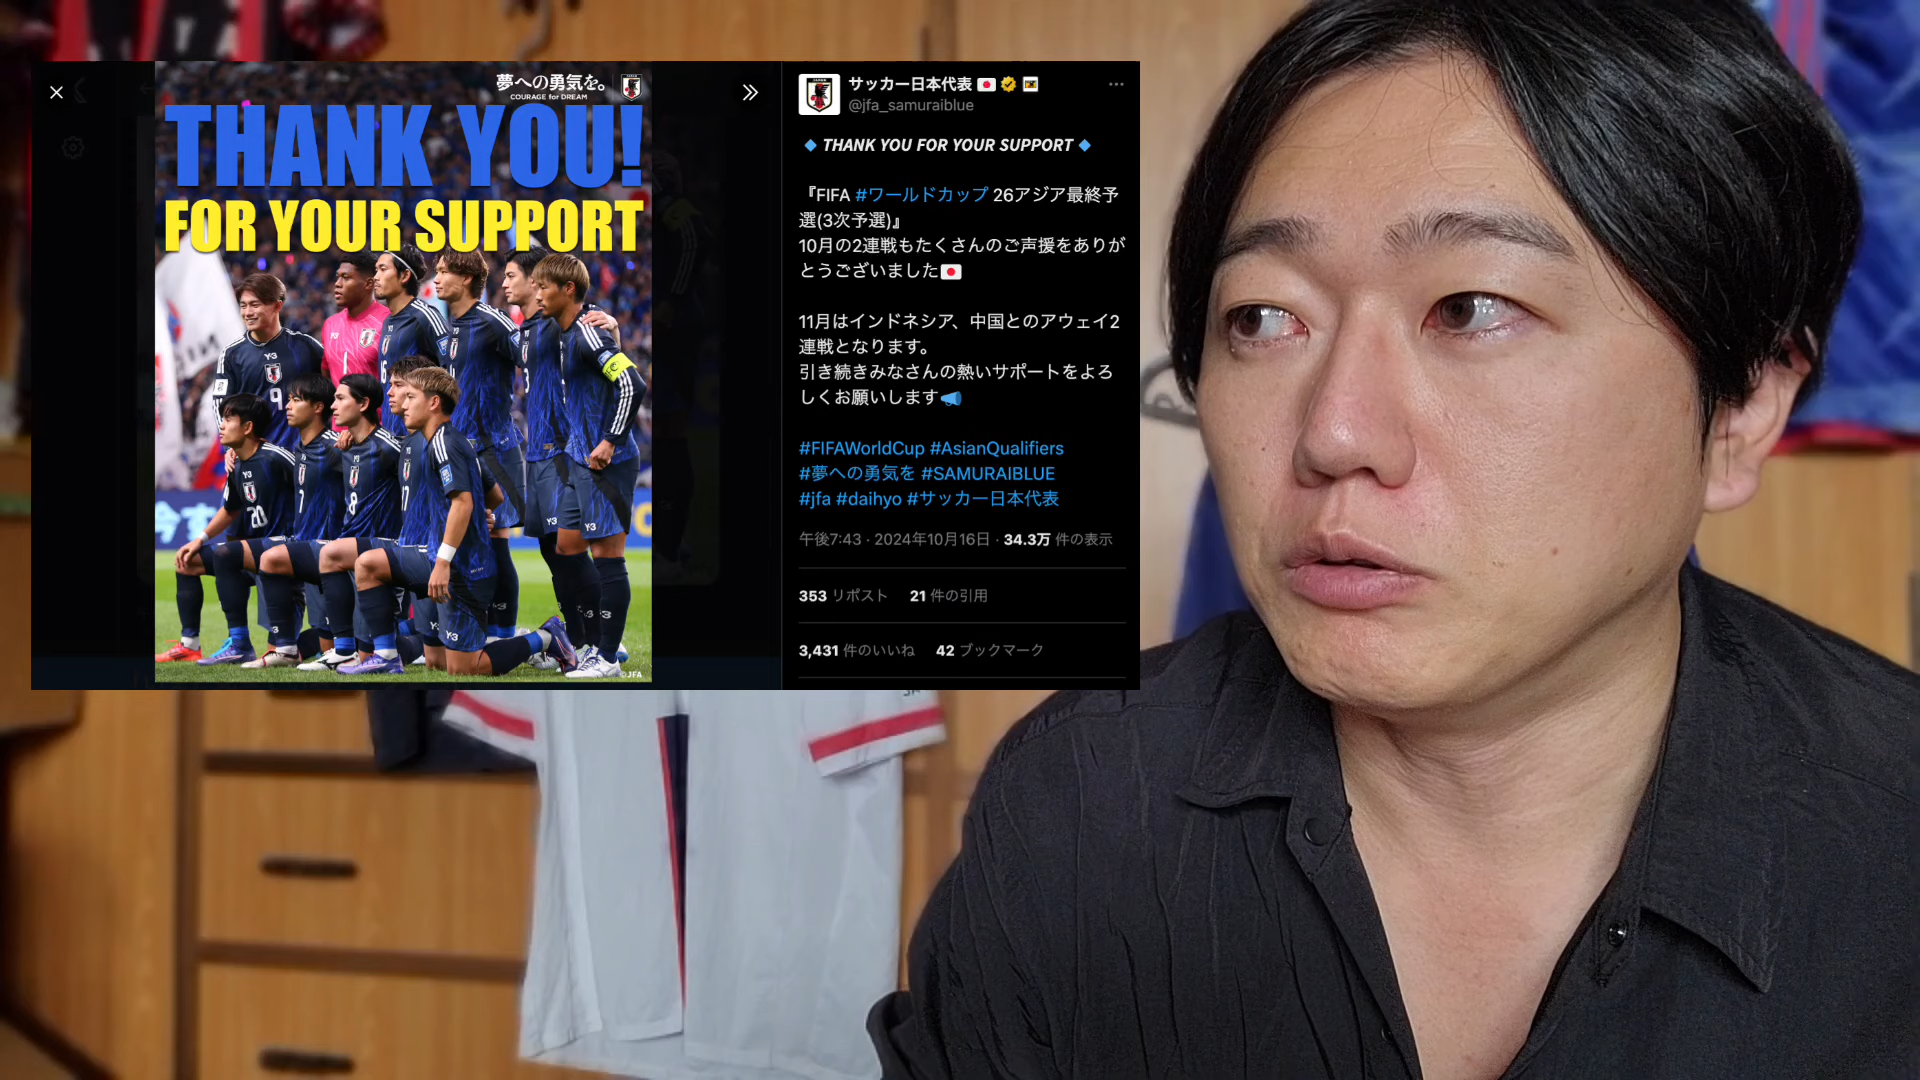 夢への勇気を。
COURAGE for DREAM
THANK YOU!
FOR YOUR SUPPORT
Y-3
9
1
16
4
3
20
7
8
17
©JFA
サッカー日本代表
@jfa_samuraiblue
THANK YOU FOR YOUR SUPPORT
『FIFA #ワールドカップ 26アジア最終予
選(3次予選)』
10月の2連戦もたくさんのご声援をありが
とうございました
11月はインドネシア、中国とのアウェイ2
連戦となります。
引き続きみなさんの熱いサポートをよろ
しくお願いします
#FIFAWorldCup #AsianQualifiers
#夢への勇気を #SAMURAIBLUE
#jfa #daihyo #サッカー日本代表
午後7:43 · 2024年10月16日 · 34.3万 件の表示
353 リポスト 21 件の引用
3,431 件のいいね 42 ブックマーク